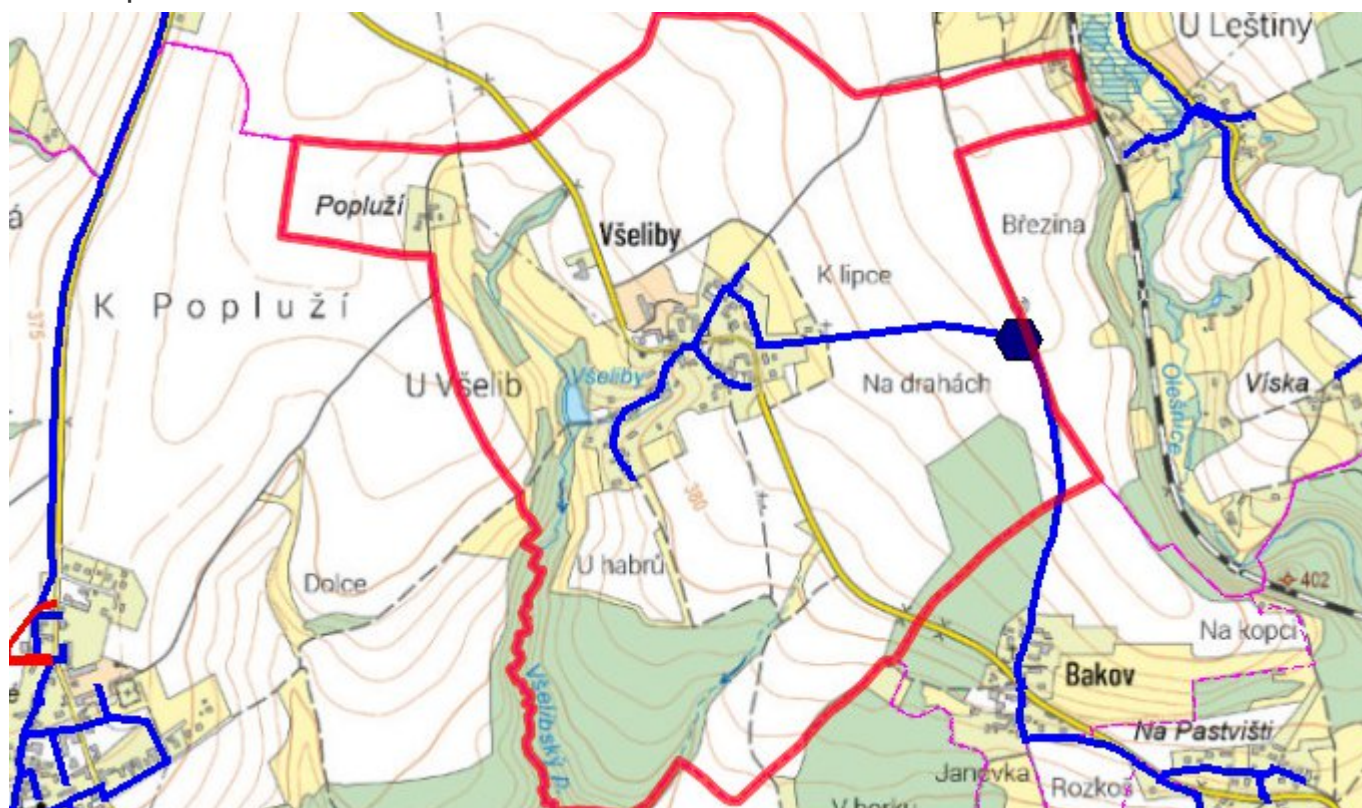 U Leštiny
Popluží
Všeliby
Březina
K lipce
K Popluží
375
U Všelib
Všeliby
Na drahách
Olešnice
Víska
380
U habrů
Dolce
402
Na kopci
Všelibský p.
Bakov
Na Pastvišti
Janovka
Rozkoš
V borku